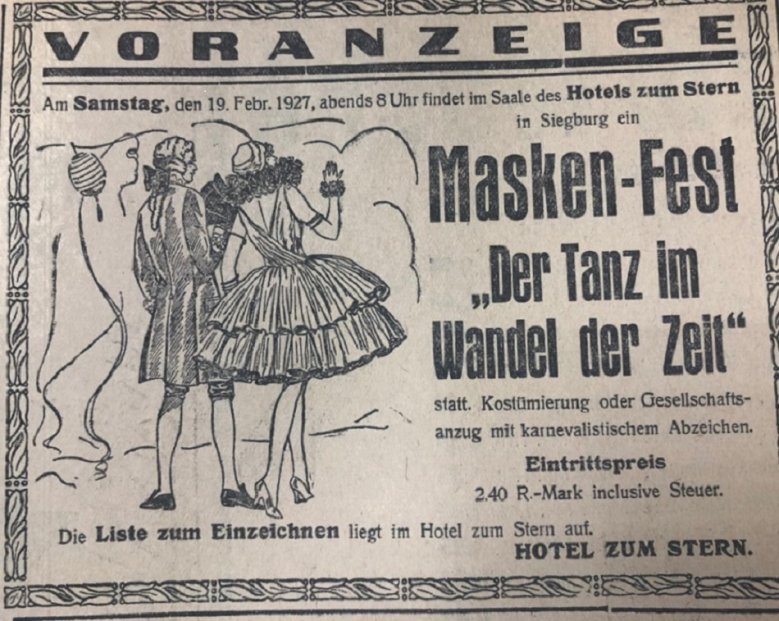 VORANZEIGE
Am Samstag, den 19. Febr. 1927, abends 8 Uhr findet im Saale des Hotels zum Stern
in Siegburg ein
Masken-Fest
„Der Tanz im
Wandel der Zeit“
statt. Kostümierung oder Gesellschafts-
anzug mit karnevalistischem Abzeichen.
Eintrittspreis
2.40 R.-Mark inclusive Steuer.
Die Liste zum Einzeichnen liegt im Hotel zum Stern auf.
HOTEL ZUM STERN.